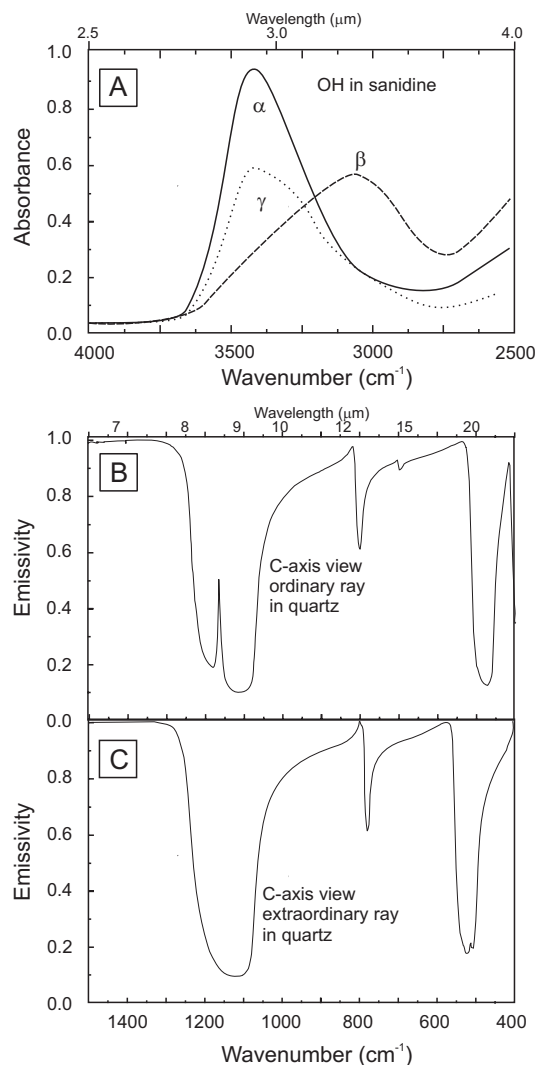 Wavelength (μm)
2.5 3.0 3.5 4.0
1.0
A
OH in sanidine
0.8
α
β
0.6
γ
0.4
0.2
0.0
Absorbance
4000 3500 3000 2500
Wavenumber (cm⁻¹)
Wavelength (μm)
7 8 9 10 12 13 15 20
1.0
B
0.8
0.6
C-axis view
ordinary ray
in quartz
0.4
0.2
Emissivity
0.0
C
0.8
0.6
C-axis view
extraordinary ray
in quartz
0.4
0.2
0.0
Emissivity
1400 1200 1000 800 600 400
Wavenumber (cm⁻¹)